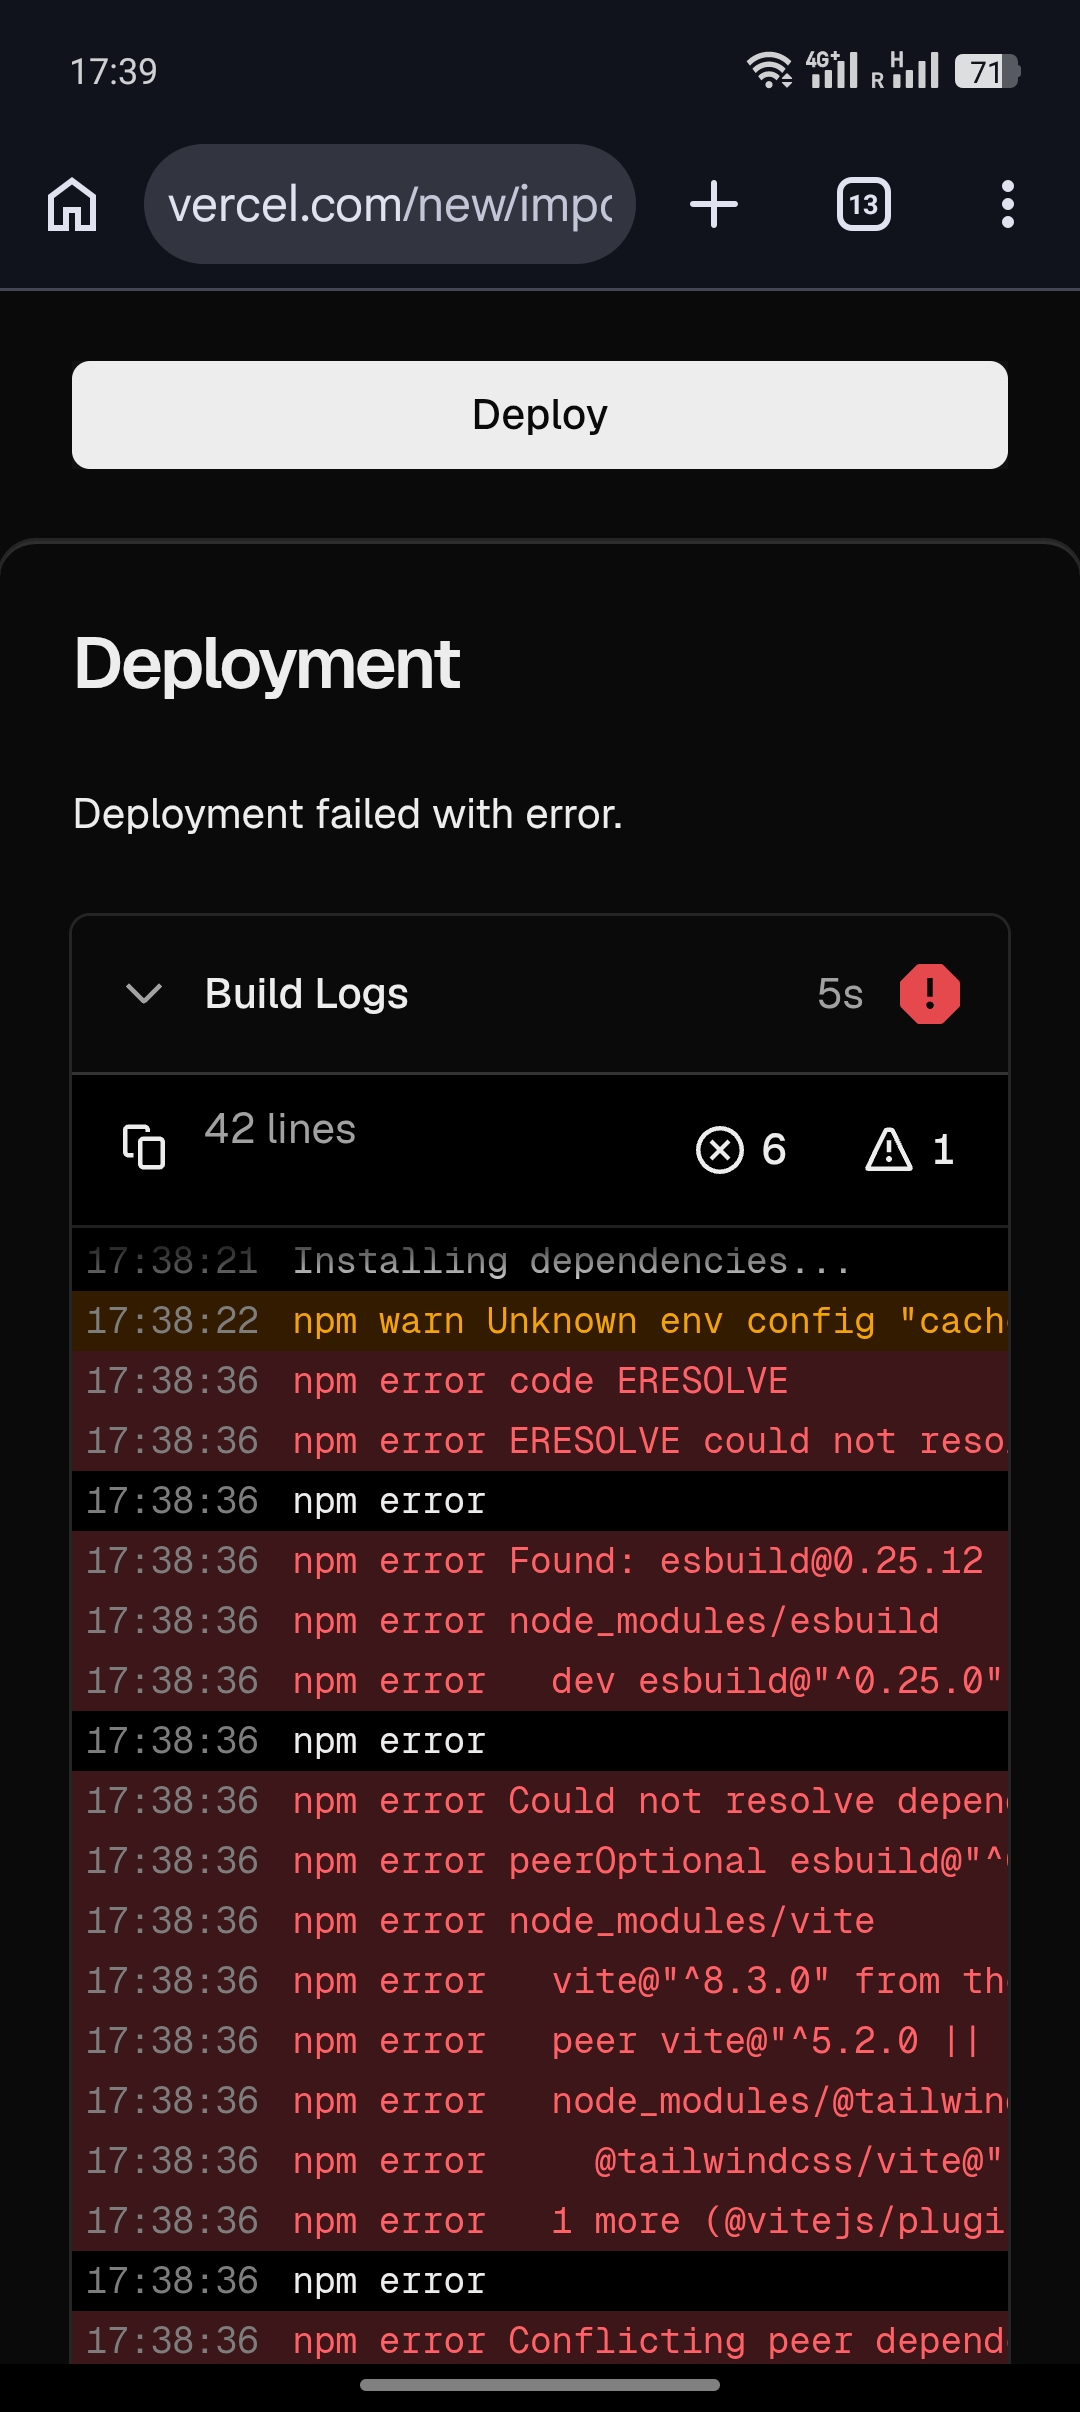 17:39
4G+
R
H
71
vercel.com/new/impo
13
Deploy
Deployment
Deployment failed with error.
Build Logs
5s
42 lines
6
1
17:38:21 Installing dependencies...
17:38:22 npm warn Unknown env config "cach
17:38:36 npm error code ERESOLVE
17:38:36 npm error ERESOLVE could not reso
17:38:36 npm error
17:38:36 npm error Found: esbuild@0.25.12
17:38:36 npm error node_modules/esbuild
17:38:36 npm error   dev esbuild@"^0.25.0"
17:38:36 npm error
17:38:36 npm error Could not resolve depen
17:38:36 npm error peerOptional esbuild@"^
17:38:36 npm error node_modules/vite
17:38:36 npm error   vite@"^8.3.0" from th
17:38:36 npm error   peer vite@"^5.2.0 ||
17:38:36 npm error   node_modules/@tailwin
17:38:36 npm error     @tailwindcss/vite@"
17:38:36 npm error   1 more (@vitejs/plugi
17:38:36 npm error
17:38:36 npm error Conflicting peer depend